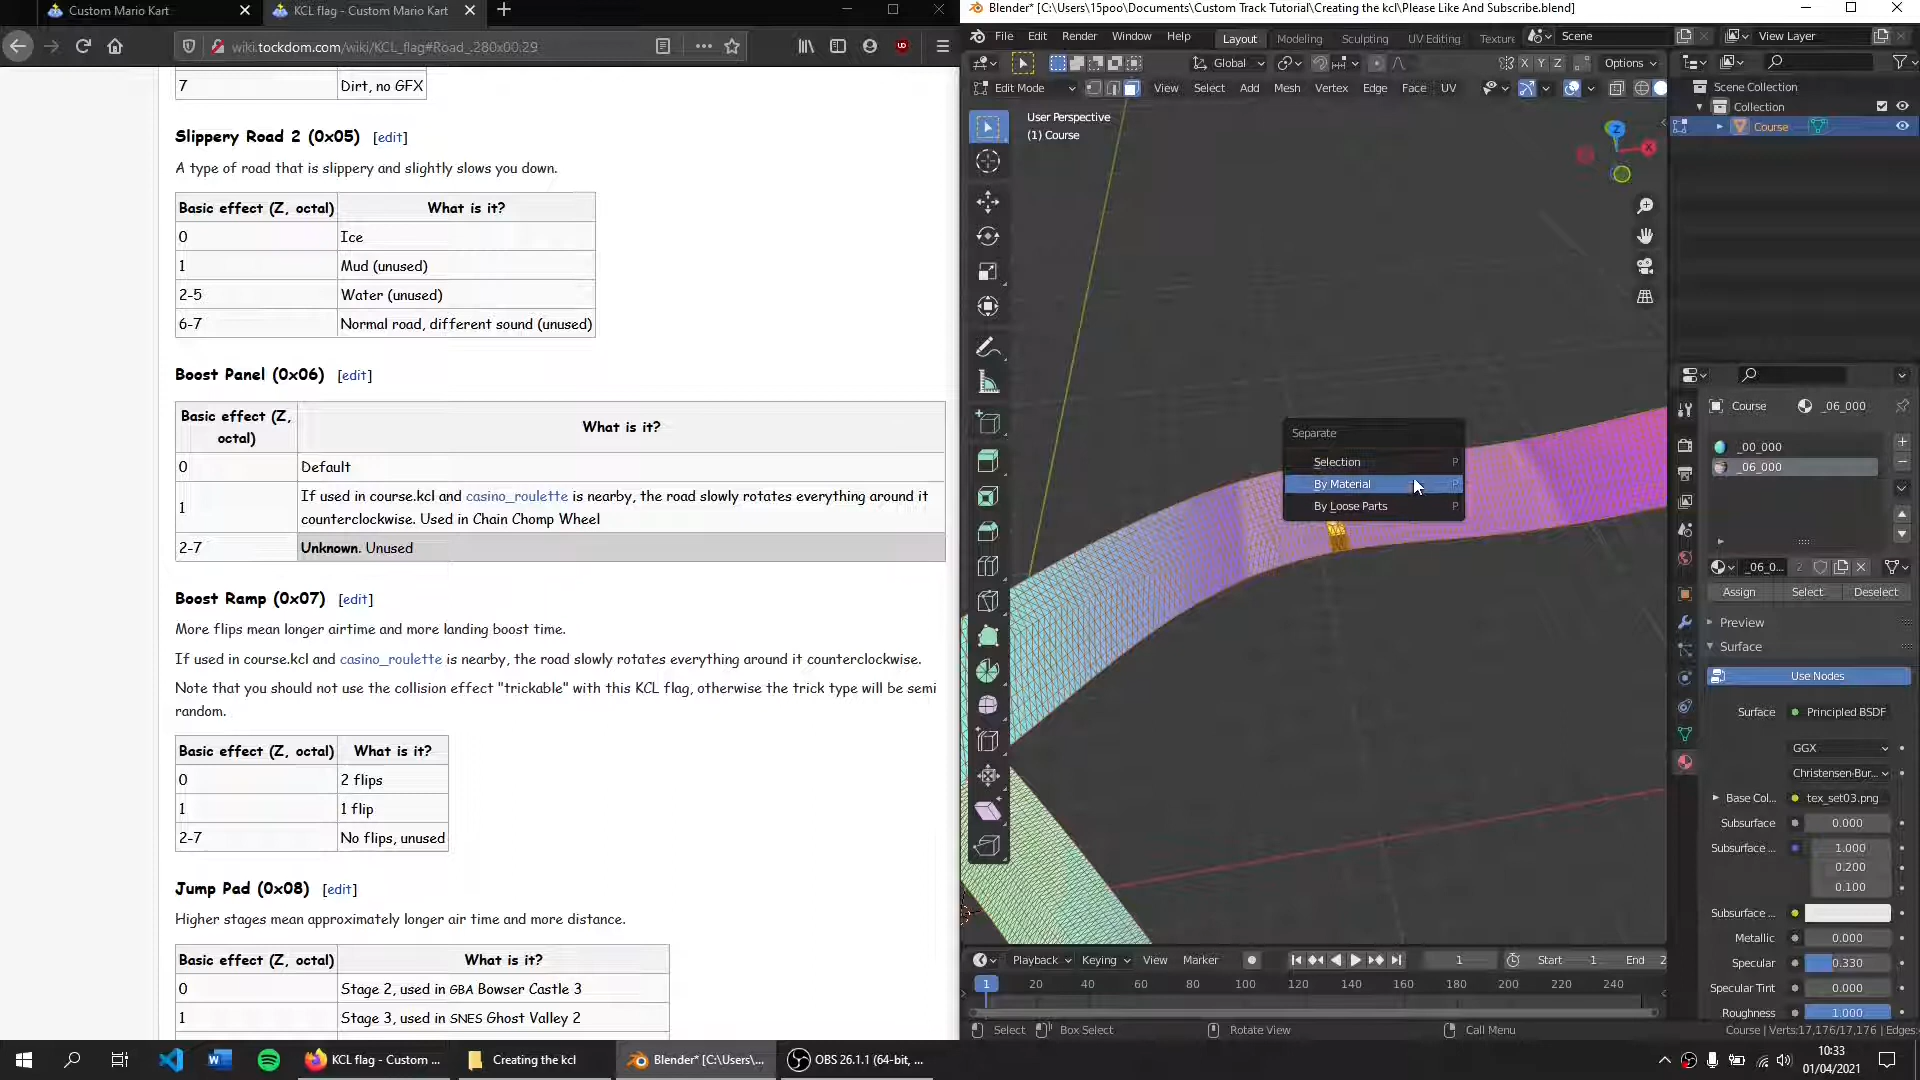 Custom Mario Kart
KCL flag - Custom Mario Kart
wiki.tockdom.com/wiki/KCL_flag#Road_.280x00.29
7 Dirt, no GFX
Slippery Road 2 (0x05) [edit]
A type of road that is slippery and slightly slows you down.
Basic effect (Z, octal) What is it?
0 Ice
1 Mud (unused)
2-5 Water (unused)
6-7 Normal road, different sound (unused)
Boost Panel (0x06) [edit]
Basic effect (Z, octal) What is it?
0 Default
1 If used in course.kcl and casino_roulette is nearby, the road slowly rotates everything around it
counterclockwise. Used in Chain Chomp Wheel
2-7 Unknown. Unused
Boost Ramp (0x07) [edit]
More flips mean longer airtime and more landing boost time.
If used in course.kcl and casino_roulette is nearby, the road slowly rotates everything around it counterclockwise.
Note that you should not use the collision effect "trickable" with this KCL flag, otherwise the trick type will be semi
random.
Basic effect (Z, octal) What is it?
0 2 flips
1 1 flip
2-7 No flips, unused
Jump Pad (0x08) [edit]
Higher stages mean approximately longer air time and more distance.
Basic effect (Z, octal) What is it?
0 Stage 2, used in GBA Bowser Castle 3
1 Stage 3, used in SNES Ghost Valley 2
Blender* [C:\Users\15poo\Documents\Custom Track Tutorial\Creating the kcl\Please Like And Subscribe.blend]
File Edit Render Window Help Layout Modeling Sculpting UV Editing Textur Scene View Layer
Global X Y Z Options
Edit Mode View Select Add Mesh Vertex Edge Face UV
User Perspective
(1) Course
Z
X
Separate
Selection P
By Material P
By Loose Parts P
Scene Collection
Collection
Course
Course _06_000
_00_000
_06_000
_06_0... 2
Assign Select Deselect
Preview
Surface
Use Nodes
Surface Principled BSDF
GGX
Christensen-Bur...
Base Col... tex_set03.png
Subsurface 0.000
Subsurface ... 1.000
0.200
0.100
Subsurface ...
Metallic 0.000
Specular 0.330
Specular Tint 0.000
Roughness 1.000
Playback Keying View Marker 1 Start 1 End 2
1 20 40 60 80 100 120 140 160 180 200 220 240
Select Box Select Rotate View Call Menu Course | Verts:17,176/17,176 | Edges:
KCL flag - Custom ... Creating the kcl Blender* [C:\Users\... OBS 26.1.1 (64-bit, ...
10:33
01/04/2021